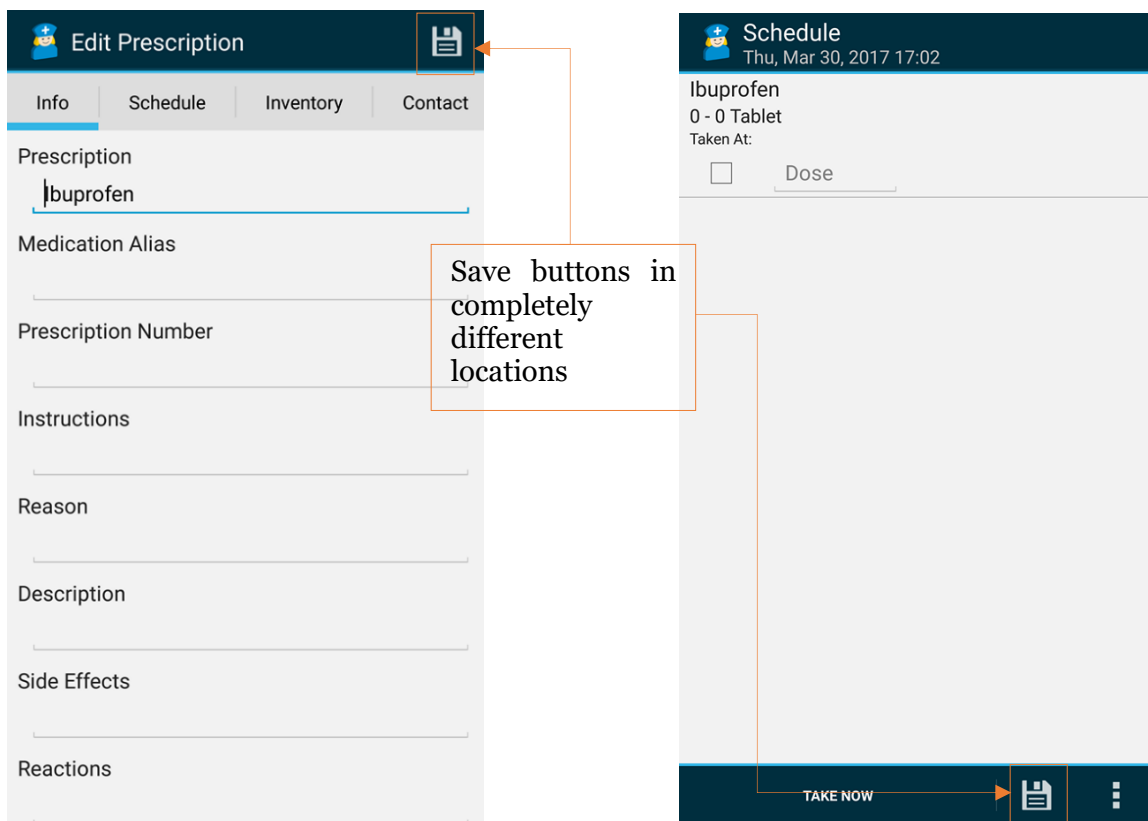 Edit Prescription
Info Schedule Inventory Contact
Prescription
Ibuprofen
Medication Alias
Prescription Number
Instructions
Reason
Description
Side Effects
Reactions
Save buttons in
completely
different
locations
Schedule
Thu, Mar 30, 2017 17:02
Ibuprofen
0 - 0 Tablet
Taken At:
Dose
TAKE NOW